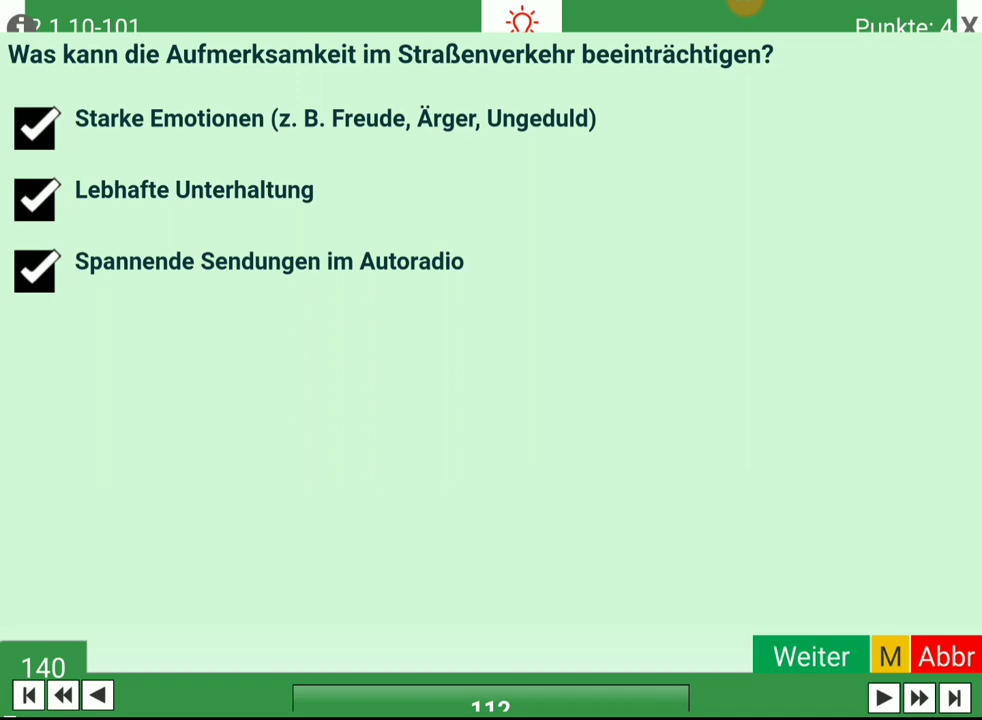 2.1.10-101
Punkte: 4 X
Was kann die Aufmerksamkeit im Straßenverkehr beeinträchtigen?
Starke Emotionen (z. B. Freude, Ärger, Ungeduld)
Lebhafte Unterhaltung
Spannende Sendungen im Autoradio
140
Weiter M Abbr
112